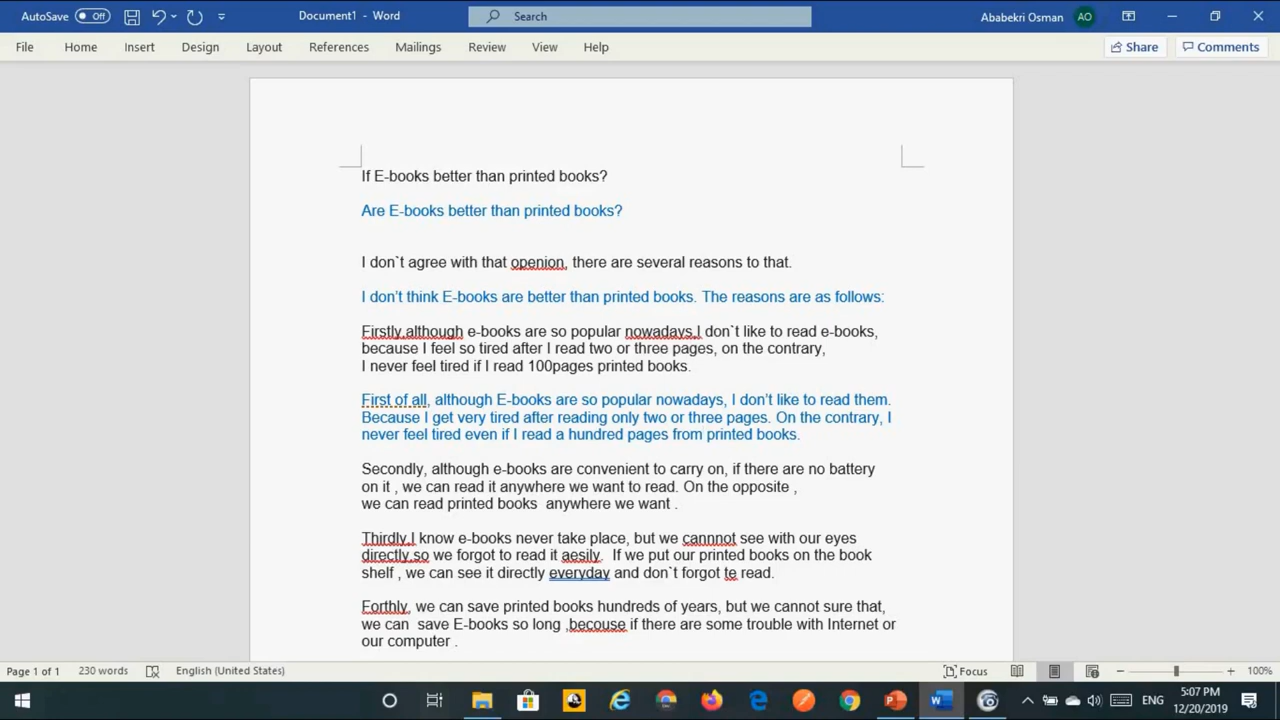 AutoSave Off Document1 - Word Search Ababekri Osman AO
File Home Insert Design Layout References Mailings Review View Help Share Comments
If E-books better than printed books?
Are E-books better than printed books?
I don`t agree with that openion, there are several reasons to that.
I don’t think E-books are better than printed books. The reasons are as follows:
Firstly,although e-books are so popular nowadays,I don`t like to read e-books,
because I feel so tired after I read two or three pages, on the contrary,
I never feel tired if I read 100pages printed books.
First of all, although E-books are so popular nowadays, I don’t like to read them.
Because I get very tired after reading only two or three pages. On the contrary, I
never feel tired even if I read a hundred pages from printed books.
Secondly, although e-books are convenient to carry on, if there are no battery
on it , we can read it anywhere we want to read. On the opposite ,
we can read printed books  anywhere we want .
Thirdly,I know e-books never take place, but we cannnot see with our eyes
directly,so we forgot to read it aesily.  If we put our printed books on the book
shelf , we can see it directly everyday and don`t forgot te read.
Forthly, we can save printed books hundreds of years, but we cannot sure that,
we can  save E-books so long ,becouse if there are some trouble with Internet or
our computer .
Page 1 of 1 230 words English (United States) Focus 100%
ENG 5:07 PM
12/20/2019